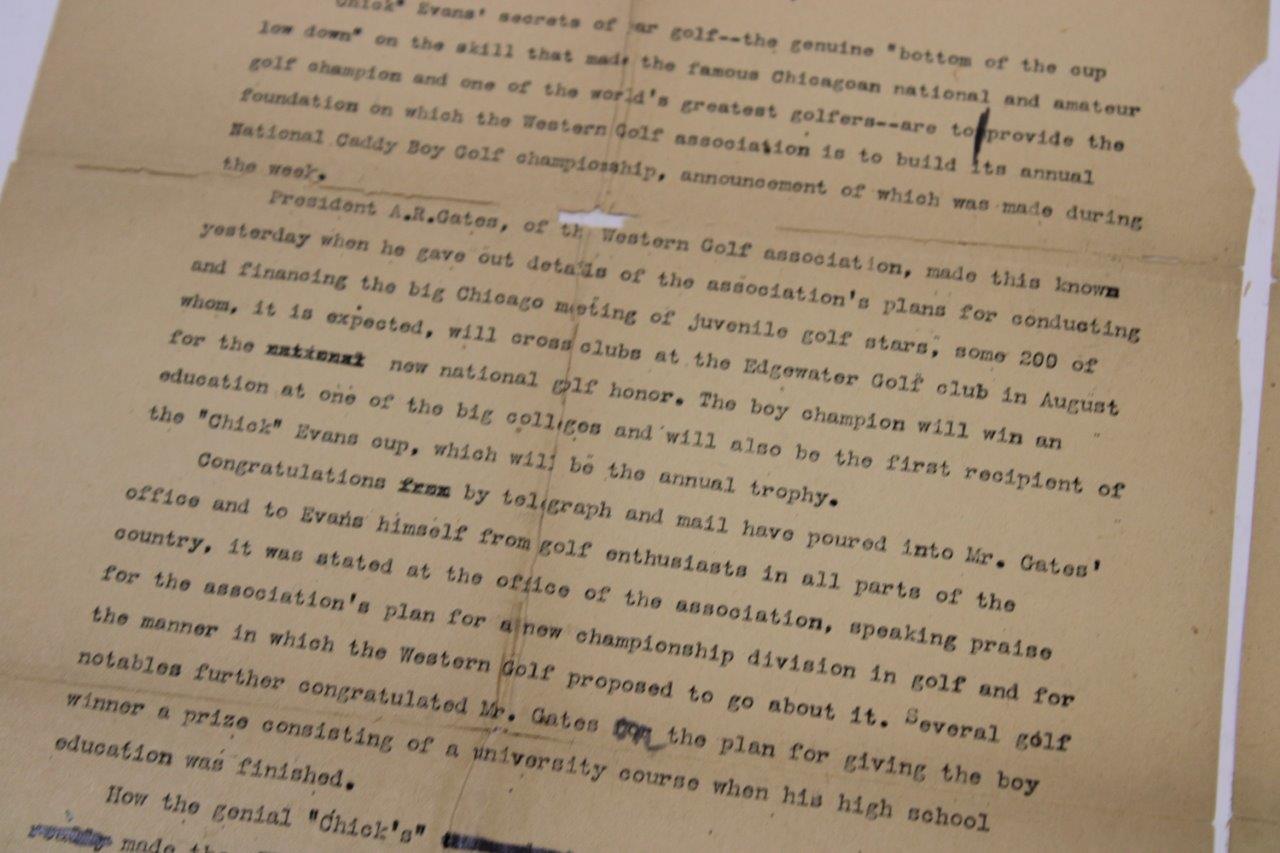 "Chick" Evans' secrets of par golf--the genuine "bottom of the cup
low down" on the skill that made the famous Chicagoan national and amateur
golf champion and one of the world's greatest golfers--are to provide the
foundation on which the Western Golf association is to build its annual
National Caddy Boy Golf championship, announcement of which was made during
the week.
President A.R.Gates, of th Western Golf association, made this known
yesterday when he gave out details of the association's plans for conducting
and financing the big Chicago meeting of juvenile golf stars, some 200 of
whom, it is expected, will cross clubs at the Edgewater Golf club in August
for the national new national golf honor. The boy champion will win an
education at one of the big colleges and will also be the first recipient of
the "Chick" Evans cup, which will be the annual trophy.
Congratulations from by telegraph and mail have poured into Mr. Gates'
office and to Evans himself from golf enthusiasts in all parts of the
country, it was stated at the office of the association, speaking praise
for the association's plan for a new championship division in golf and for
the manner in which the Western Golf proposed to go about it. Several golf
notables further congratulated Mr. Gates on the plan for giving the boy
winner a prize consisting of a university course when his high school
education was finished.
How the genial "Chick's"
made the